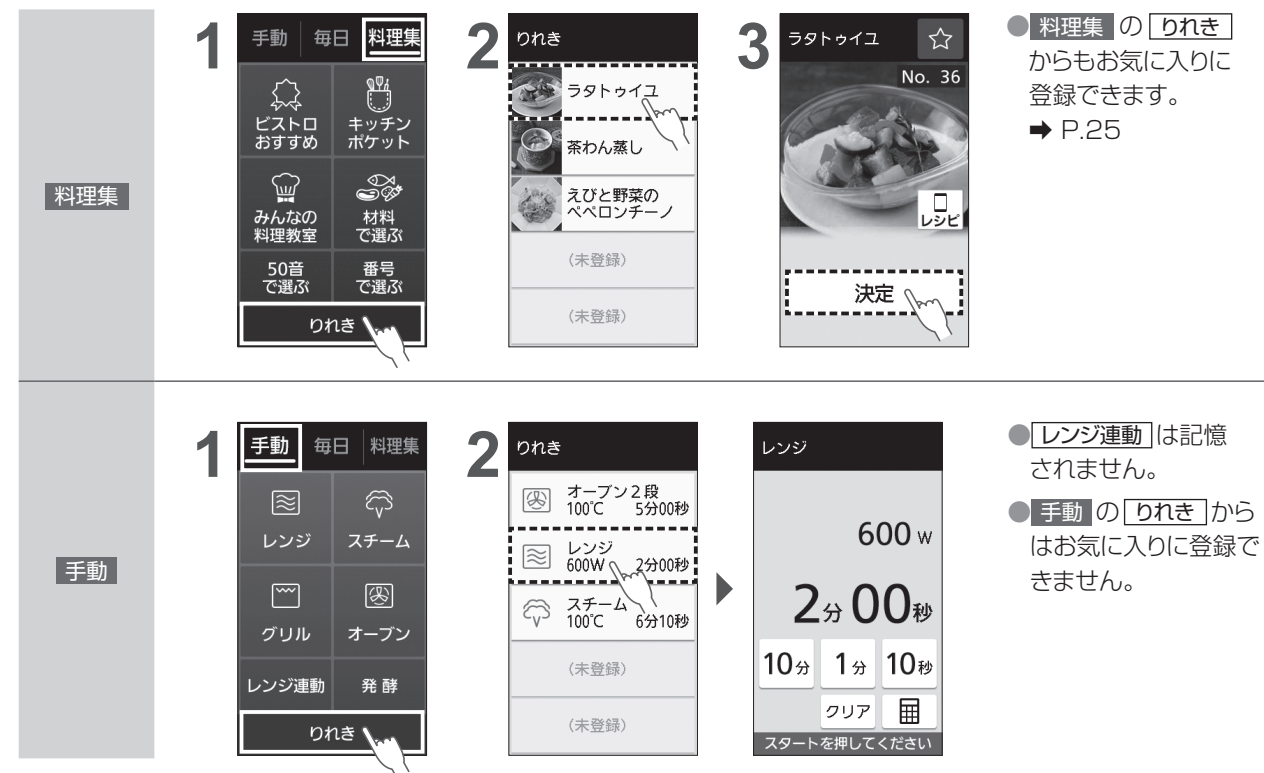 料理集
1
手動 毎日 料理集
ビストロ
おすすめ
キッチン
ポケット
みんなの
料理教室
材料
で選ぶ
50音
で選ぶ
番号
で選ぶ
りれき
2
りれき
ラタトゥイユ
茶わん蒸し
えびと野菜の
ペペロンチーノ
(未登録)
(未登録)
3
ラタトゥイユ ☆
No. 36
レシピ
決定
●料理集 の りれき
からもお気に入りに
登録できます。
➡ P.25
手動
1
手動 毎日 料理集
レンジ スチーム
グリル オーブン
レンジ連動 発酵
りれき
2
りれき
オーブン2段
100℃ 5分00秒
レンジ
600W 2分00秒
スチーム
100℃ 6分10秒
(未登録)
(未登録)
▶
レンジ
600 W
2分00秒
10分 1分 10秒
クリア
スタートを押してください
●レンジ連動 は記憶
されません。
●手動 の りれき から
はお気に入りに登録で
きません。